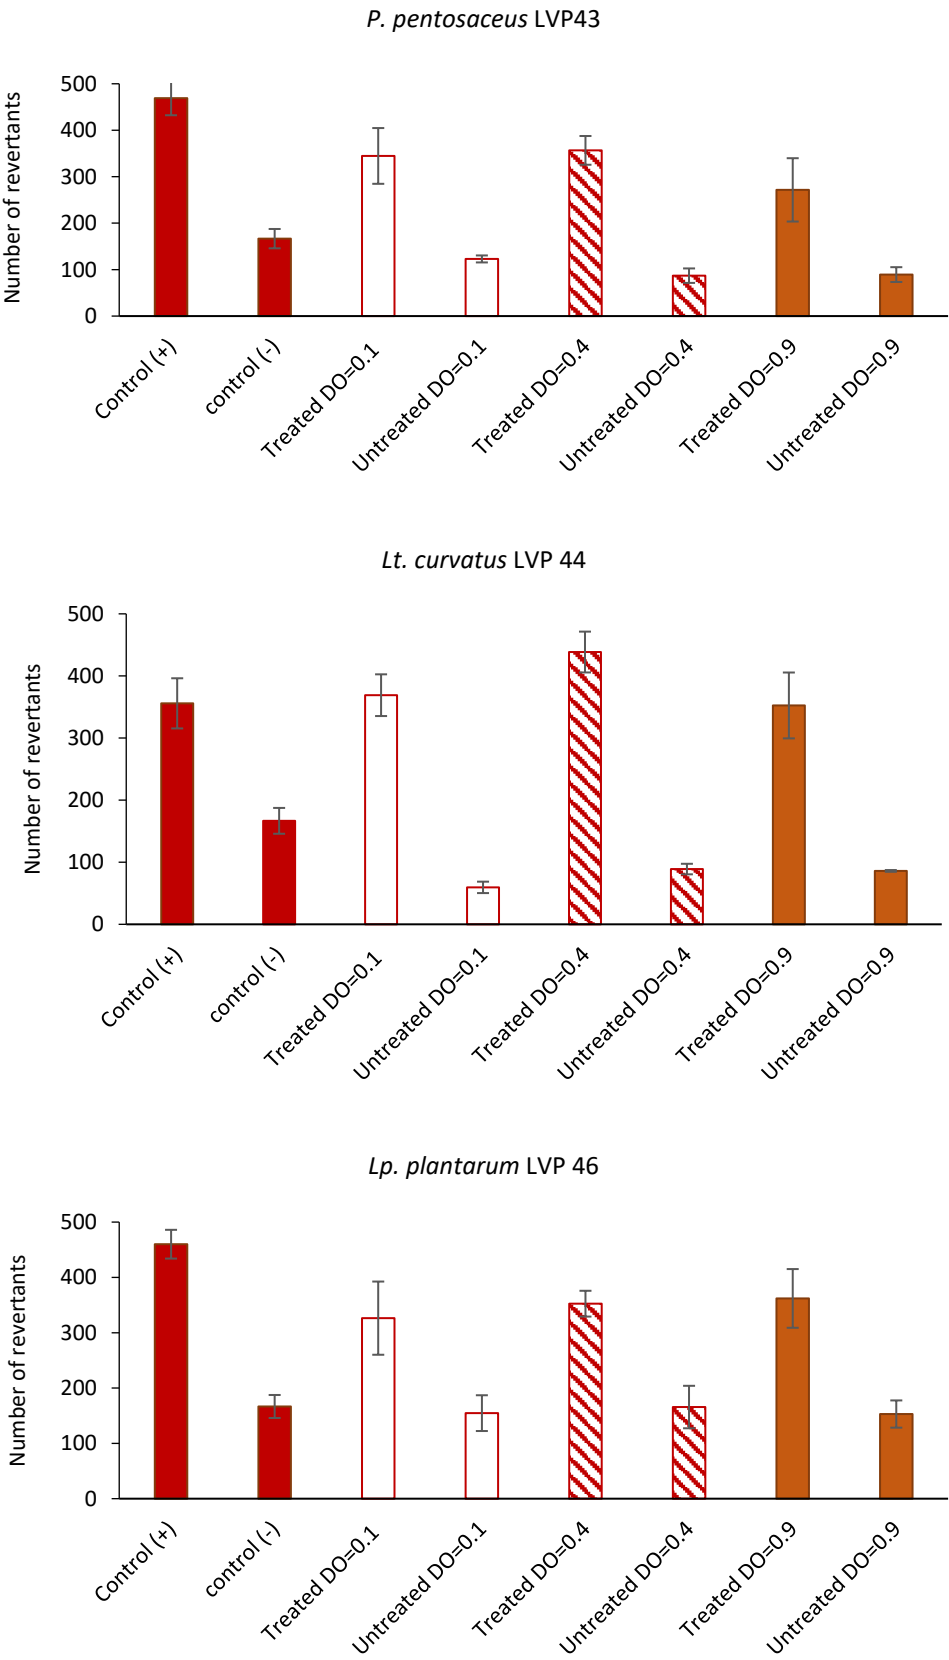 P. pentosaceus LVP43
Number of revertants
500
400
300
200
100
0
Control (+)
control (-)
Treated DO=0.1
Untreated DO=0.1
Treated DO=0.4
Untreated DO=0.4
Treated DO=0.9
Untreated DO=0.9
Lt. curvatus LVP 44
Number of revertants
500
400
300
200
100
0
Control (+)
control (-)
Treated DO=0.1
Untreated DO=0.1
Treated DO=0.4
Untreated DO=0.4
Treated DO=0.9
Untreated DO=0.9
Lp. plantarum LVP 46
Number of revertants
500
400
300
200
100
0
Control (+)
control (-)
Treated DO=0.1
Untreated DO=0.1
Treated DO=0.4
Untreated DO=0.4
Treated DO=0.9
Untreated DO=0.9